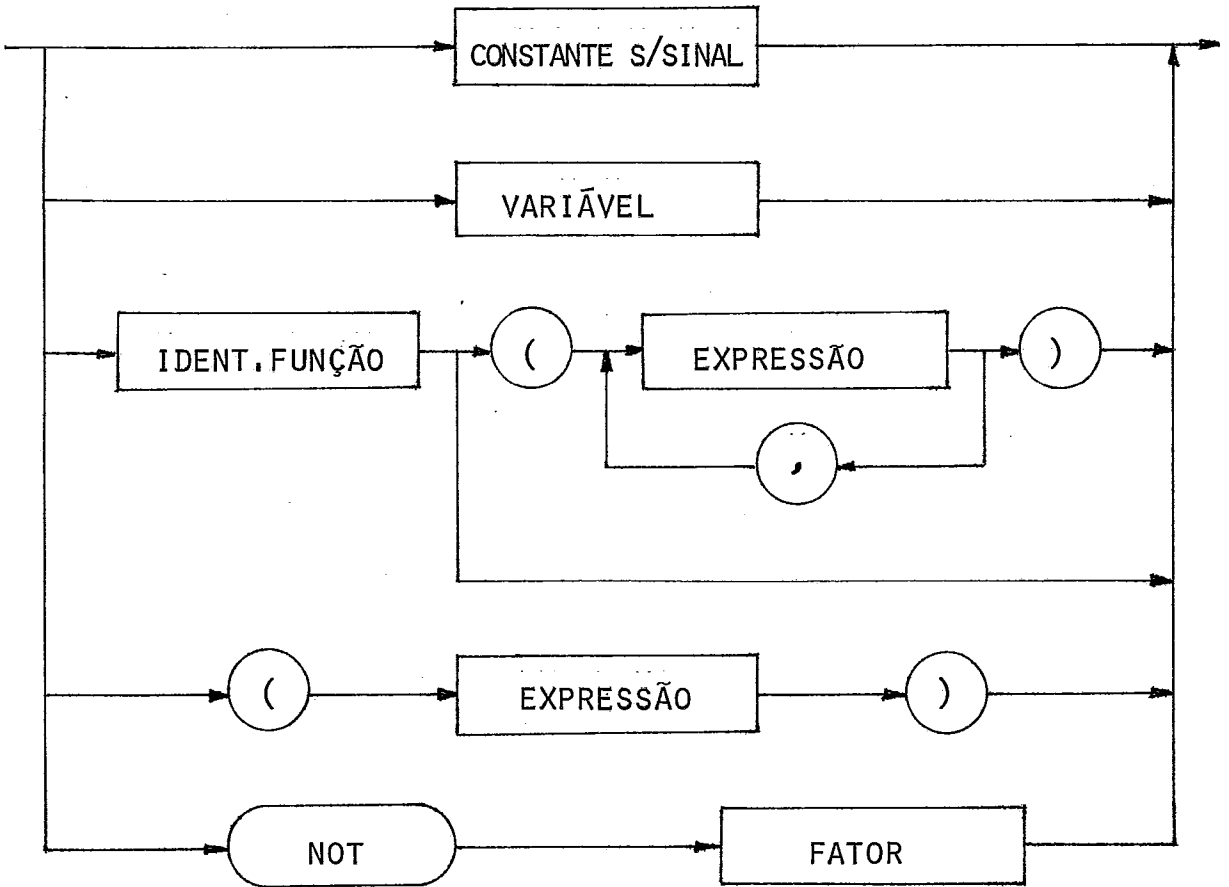 CONSTANTE S/SINAL
VARIÁVEL
IDENT.FUNÇÃO ( EXPRESSÃO )
,
( EXPRESSÃO )
NOT FATOR